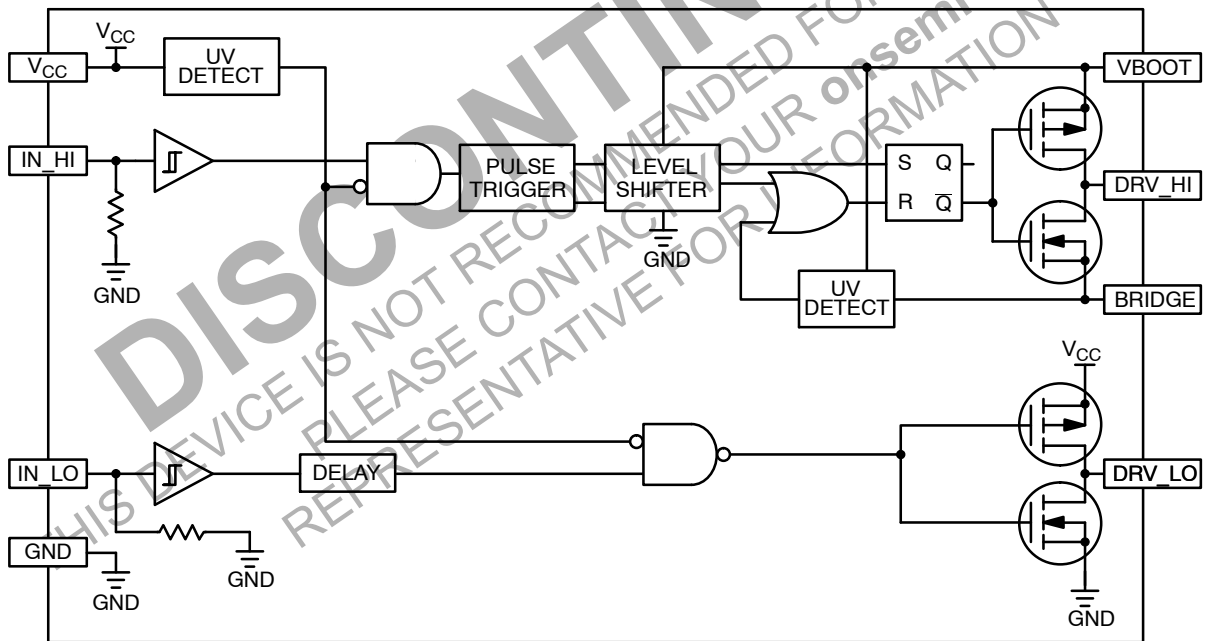 DISCONTIN
THIS DEVICE IS NOT RECOMMENDED FOR
PLEASE CONTACT YOUR onsemi
REPRESENTATIVE FOR INFORMATION
VCC
VCC
UV
DETECT
VBOOT
IN_HI
PULSE
TRIGGER
LEVEL
SHIFTER
S Q
R Q̅
DRV_HI
GND
GND
UV
DETECT
BRIDGE
VCC
IN_LO
DELAY
DRV_LO
GND
GND
GND
GND